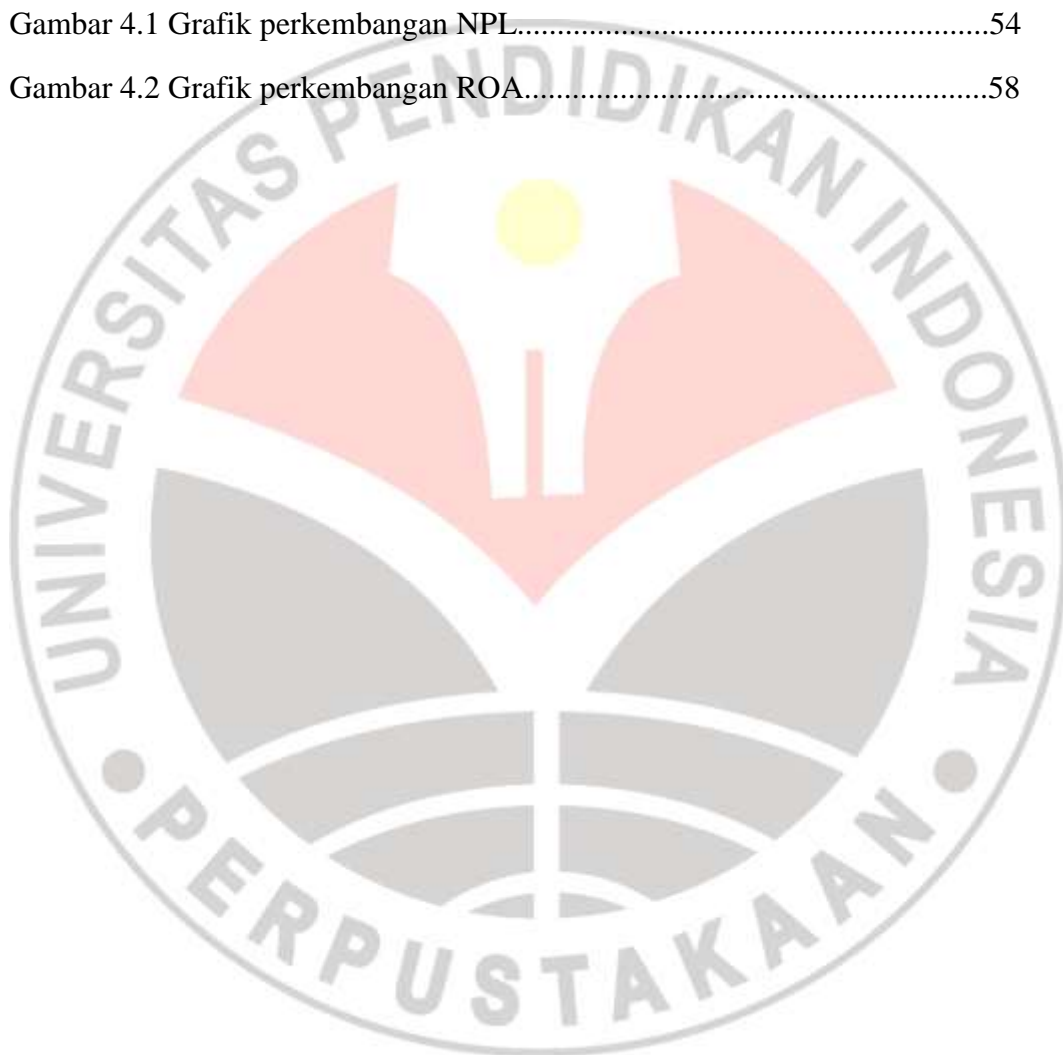 Gambar 4.1 Grafik perkembangan NPL..........................................................54
Gambar 4.2 Grafik perkembangan ROA.........................................................58
UNIVERSITAS PENDIDIKAN INDONESIA
PERPUSTAKAAN